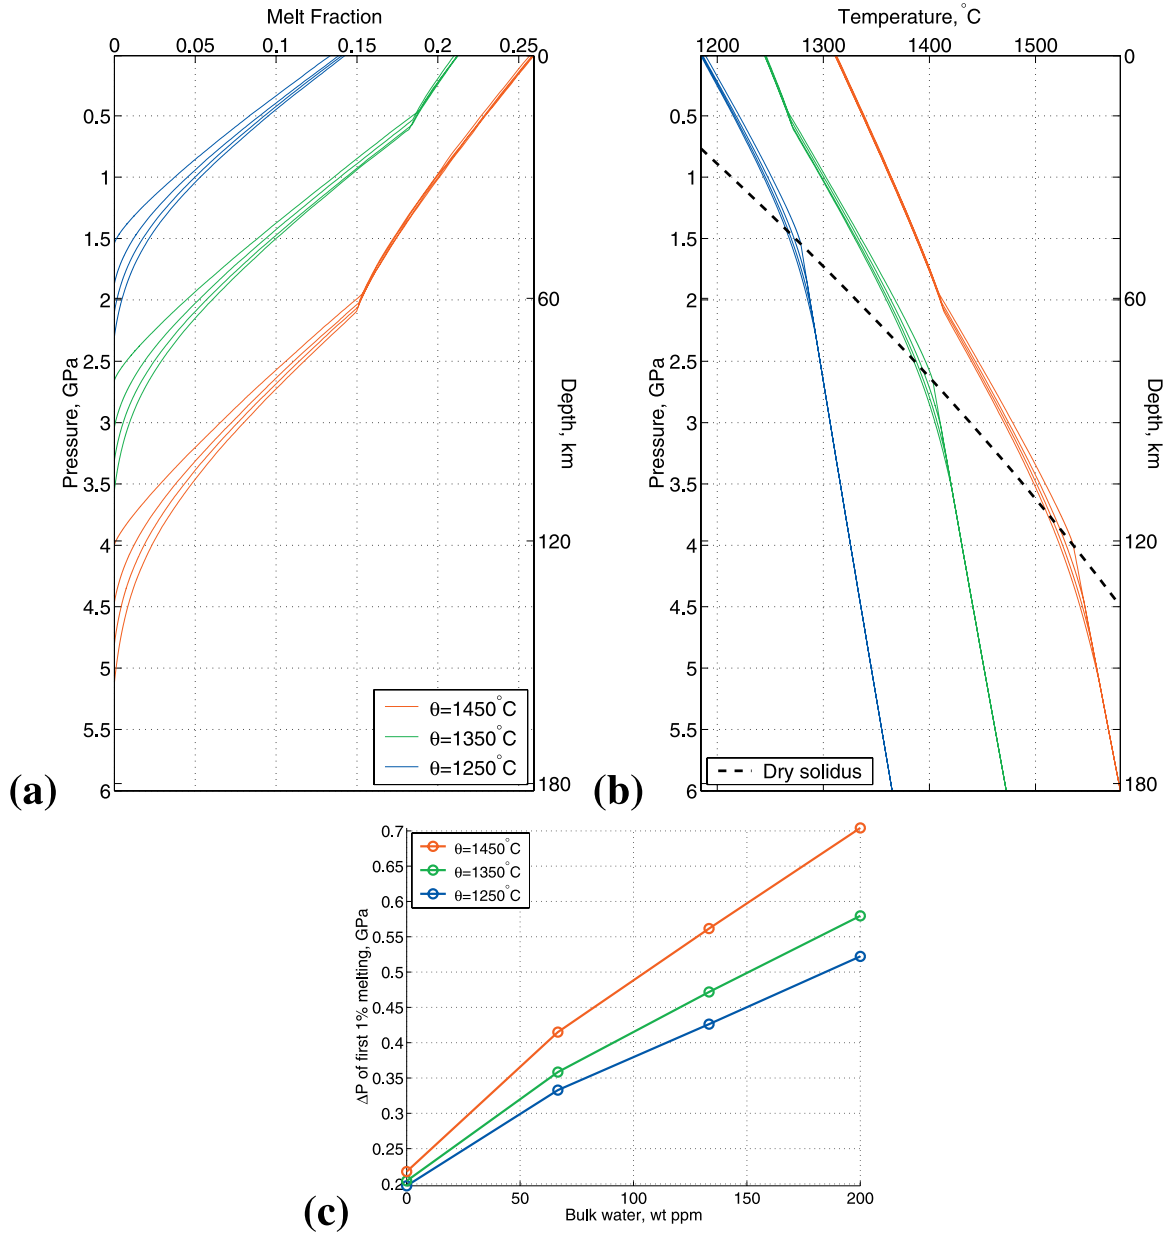 Melt Fraction
0 0.05 0.1 0.15 0.2 0.25 0
0.5
1
1.5
2
2.5
3
3.5
4
4.5
5
5.5
6
Pressure, GPa
60
120
180
Depth, km
θ=1450°C
θ=1350°C
θ=1250°C
(a)
Temperature, °C
1200 1300 1400 1500 0
0.5
1
1.5
2
2.5
3
3.5
4
4.5
5
5.5
6
Pressure, GPa
60
120
180
Depth, km
Dry solidus
(b)
0.7
0.65
0.6
0.55
0.5
0.45
0.4
0.35
0.3
0.25
0.2
ΔP of first 1% melting, GPa
θ=1450°C
θ=1350°C
θ=1250°C
0 50 100 150 200
Bulk water, wt ppm
(c)